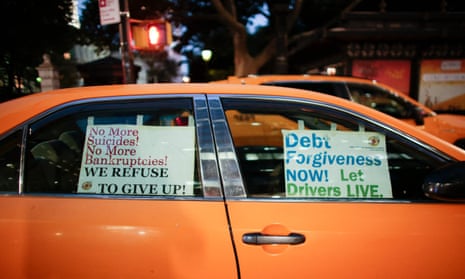 No More
Suicides!
No More
Bankruptcies!
WE REFUSE
TO GIVE UP!
Debt
Forgiveness
NOW! Let
Drivers LIVE.